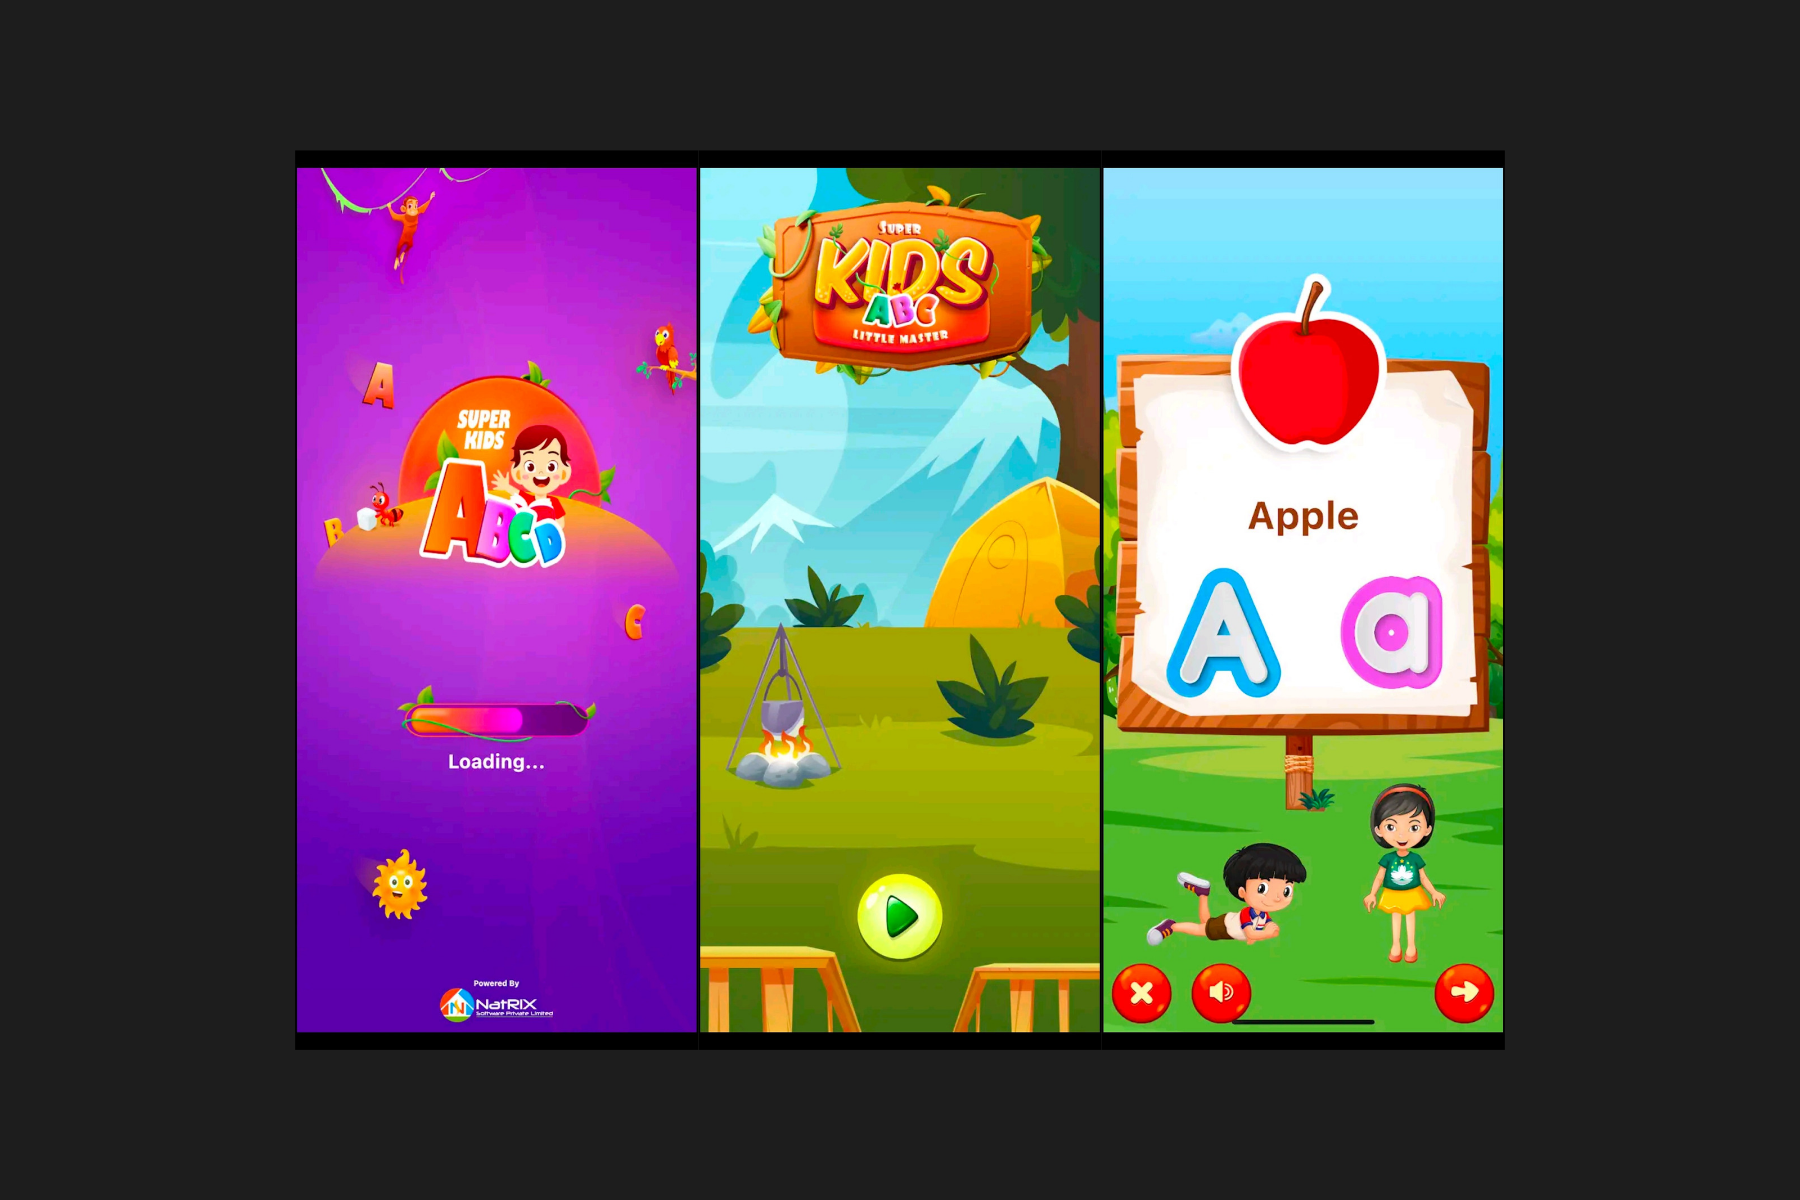 A
SUPER
KIDS
ABCD
B
C
Loading...
Powered By
NatRIX
Software Private Limited
SUPER
KIDS
ABC
LITTLE MASTER
Apple
A a